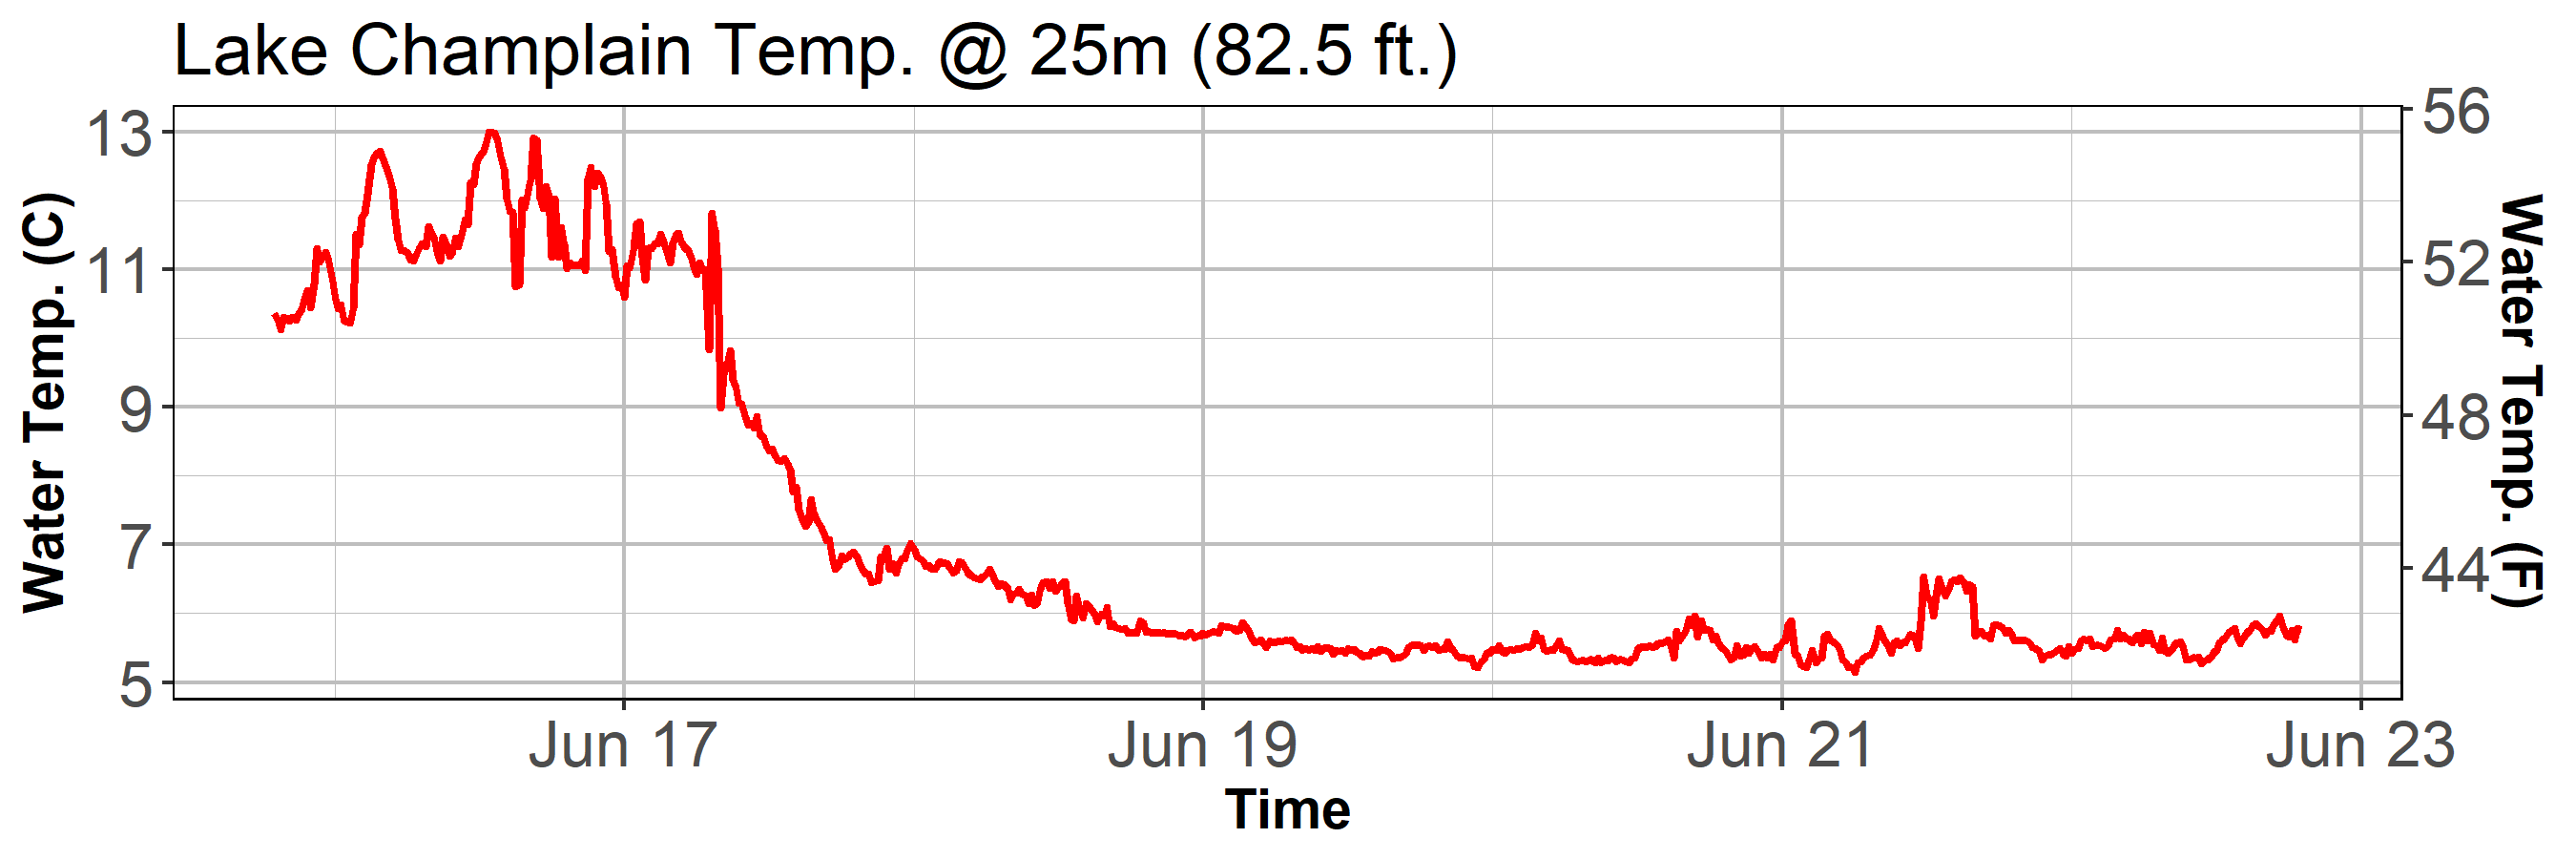 Lake Champlain Temp. @ 25m (82.5 ft.)
Water Temp. (C)
13
11
9
7
5
56
52
48
44
Water Temp. (F)
Jun 17 Jun 19 Jun 21 Jun 23
Time